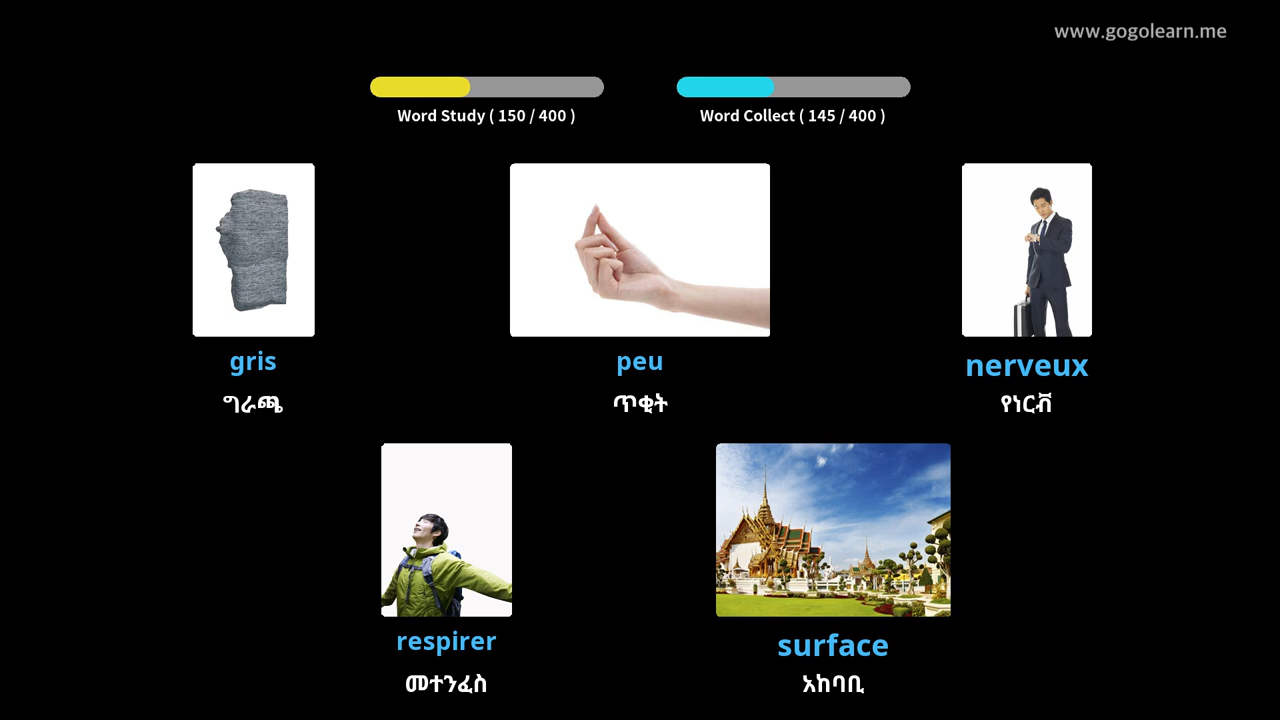 www.gogolearn.me
Word Study ( 150 / 400 )
Word Collect ( 145 / 400 )
gris
peu
nerveux
ግራጫ
ጥቂት
የነርቭ
respirer
surface
መተንፈስ
አከባቢ